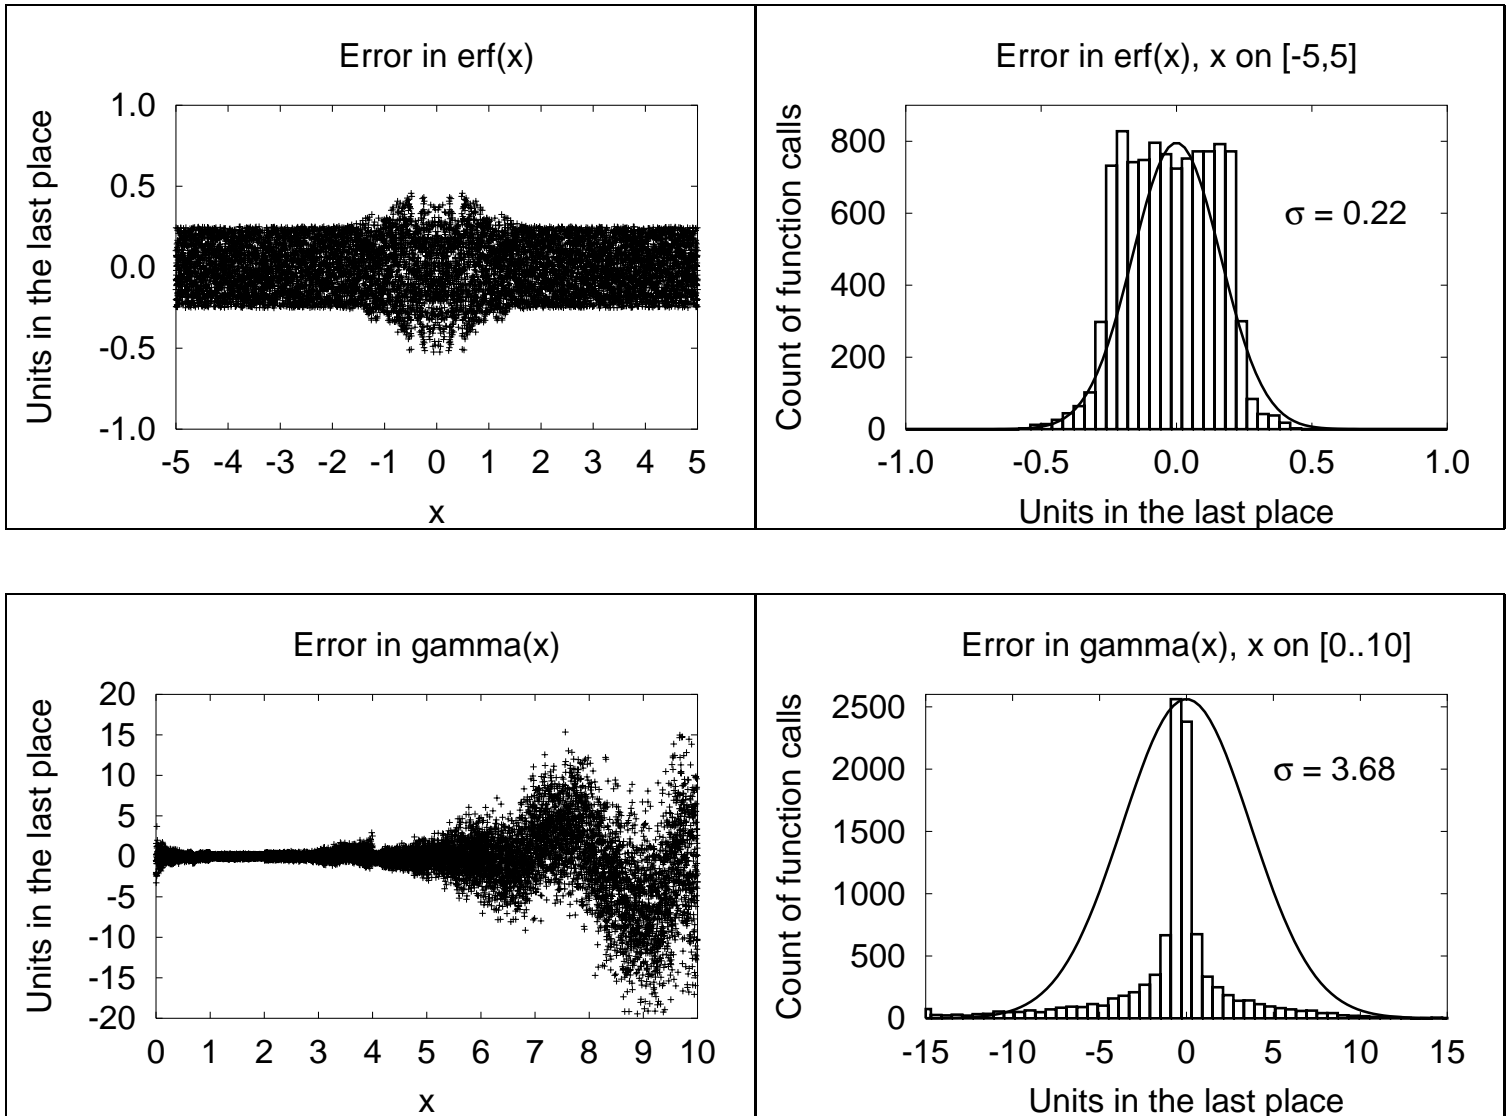 Error in erf(x)
Units in the last place
1.0
0.5
0.0
-0.5
-1.0
-5 -4 -3 -2 -1 0 1 2 3 4 5
x
Error in erf(x), x on [-5,5]
Count of function calls
800
600
400
200
0
σ = 0.22
-1.0 -0.5 0.0 0.5 1.0
Units in the last place
Error in gamma(x)
Units in the last place
20
15
10
5
0
-5
-10
-15
-20
0 1 2 3 4 5 6 7 8 9 10
x
Error in gamma(x), x on [0..10]
Count of function calls
2500
2000
1500
1000
500
0
σ = 3.68
-15 -10 -5 0 5 10 15
Units in the last place